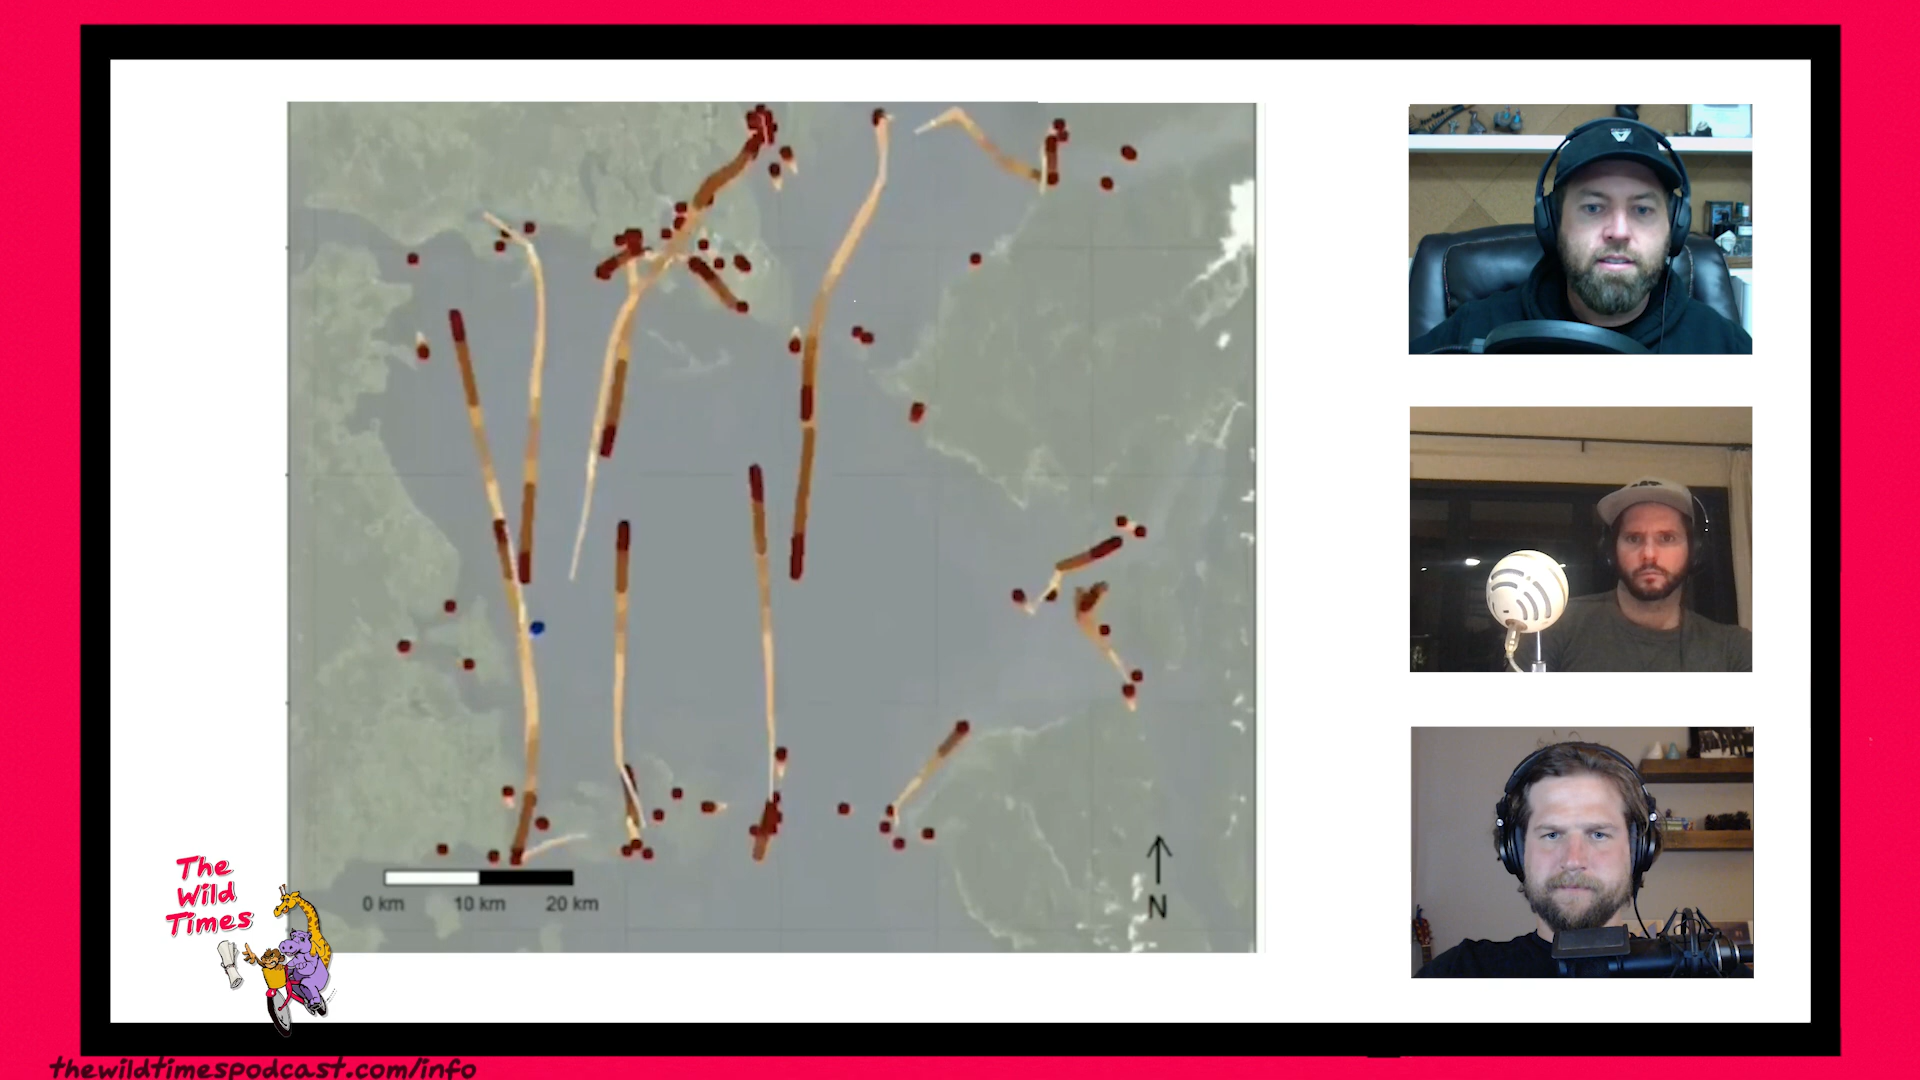 0 km
10 km
20 km
N
The
Wild
Times
thewildtimespodcast.com/info